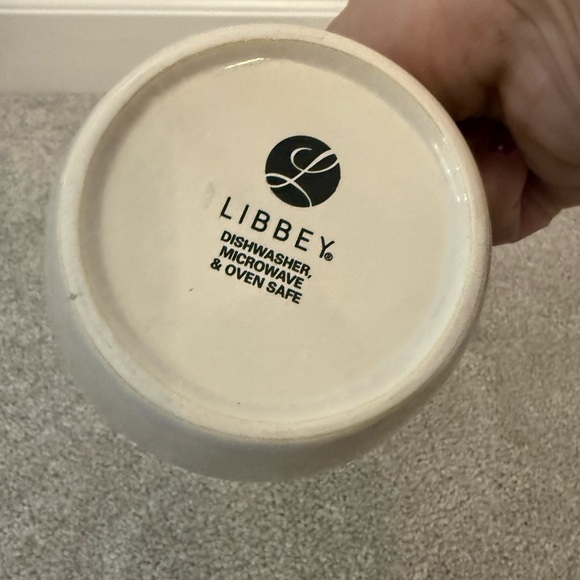 L
LIBBEY®
DISHWASHER,
MICROWAVE
& OVEN SAFE